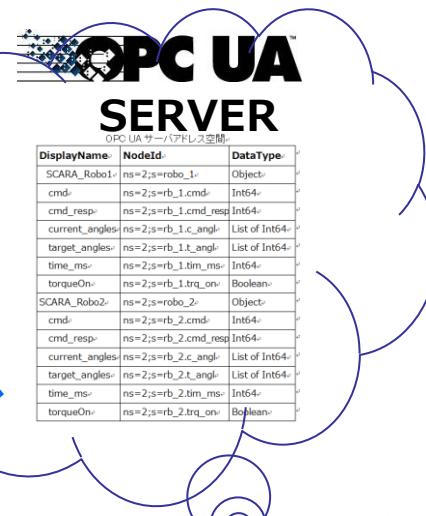 OPC UA™
SERVER
OPC UA サーバアドレス空間
DisplayName NodeId DataType
SCARA_Robo1 ns=2;s=robo_1 Object
cmd ns=2;s=rb_1.cmd Int64
cmd_resp ns=2;s=rb_1.cmd_resp Int64
current_angles ns=2;s=rb_1.c_angl List of Int64
target_angles ns=2;s=rb_1.t_angl List of Int64
time_ms ns=2;s=rb_1.tim_ms Int64
torqueOn ns=2;s=rb_1.trq_on Boolean
SCARA_Robo2 ns=2;s=robo_2 Object
cmd ns=2;s=rb_2.cmd Int64
cmd_resp ns=2;s=rb_2.cmd_resp Int64
current_angles ns=2;s=rb_2.c_angl List of Int64
target_angles ns=2;s=rb_2.t_angl List of Int64
time_ms ns=2;s=rb_2.tim_ms Int64
torqueOn ns=2;s=rb_2.trq_on Boolean